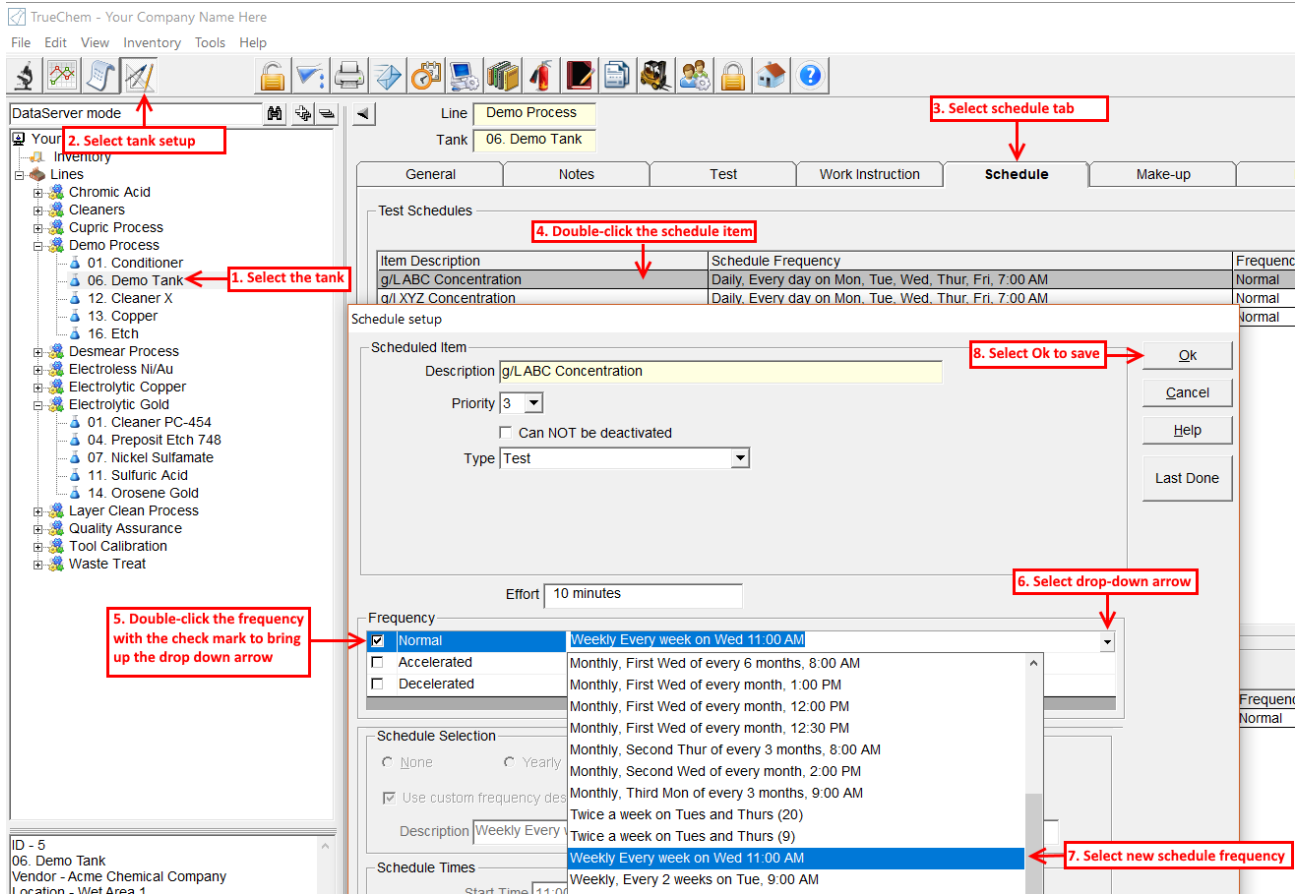 TrueChem - Your Company Name Here
File Edit View Inventory Tools Help
DataServer mode
Line Demo Process
3. Select schedule tab
2. Select tank setup
Tank 06. Demo Tank
Your
Inventory
Lines
General Notes Test Work Instruction Schedule Make-up
Chromic Acid
Cleaners
Cupric Process
Demo Process
01. Conditioner
06. Demo Tank
12. Cleaner X
13. Copper
16. Etch
Desmear Process
Electroless Ni/Au
Electrolytic Copper
Electrolytic Gold
01. Cleaner PC-454
04. Preposit Etch 748
07. Nickel Sulfamate
11. Sulfuric Acid
14. Orosene Gold
Layer Clean Process
Quality Assurance
Tool Calibration
Waste Treat
1. Select the tank
Test Schedules
4. Double-click the schedule item
Item Description Schedule Frequency Frequenc
g/L ABC Concentration Daily, Every day on Mon, Tue, Wed, Thur, Fri, 7:00 AM Normal
g/l XYZ Concentration Daily, Every day on Mon, Tue, Wed, Thur, Fri, 7:00 AM Normal
Normal
Schedule setup
Scheduled Item
8. Select Ok to save
Ok
Description g/L ABC Concentration
Cancel
Priority 3
Can NOT be deactivated
Help
Type Test
Last Done
6. Select drop-down arrow
Effort 10 minutes
5. Double-click the frequency
with the check mark to bring
up the drop down arrow
Frequency
Normal Weekly Every week on Wed 11:00 AM
Accelerated
Decelerated
Monthly, First Wed of every 6 months, 8:00 AM
Monthly, First Wed of every month, 1:00 PM
Monthly, First Wed of every month, 12:00 PM
Monthly, First Wed of every month, 12:30 PM
Monthly, Second Thur of every 3 months, 8:00 AM
Monthly, Second Wed of every month, 2:00 PM
Monthly, Third Mon of every 3 months, 9:00 AM
Twice a week on Tues and Thurs (20)
Twice a week on Tues and Thurs (9)
Weekly Every week on Wed 11:00 AM
Weekly, Every 2 weeks on Tue, 9:00 AM
7. Select new schedule frequency
Frequenc
Normal
Schedule Selection
None Yearly
Use custom frequency des
Description Weekly Every w
Schedule Times
Start Time 11:00
ID - 5
06. Demo Tank
Vendor - Acme Chemical Company
Location - Wet Area 1